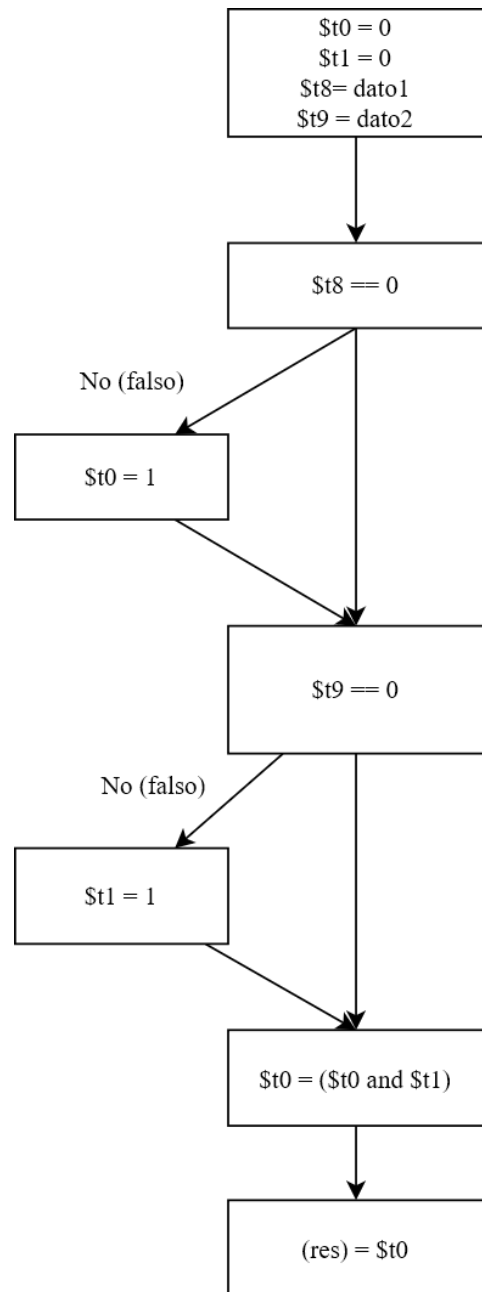 $t0 = 0
$t1 = 0
$t8= dato1
$t9 = dato2
$t8 == 0
No (falso)
$t0 = 1
$t9 == 0
No (falso)
$t1 = 1
$t0 = ($t0 and $t1)
(res) = $t0